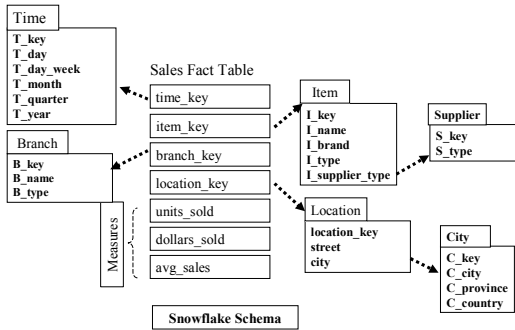 Time
T_key
T_day
T_day_week
T_month
T_quarter
T_year
Branch
B_key
B_name
B_type
Sales Fact Table
time_key
item_key
branch_key
location_key
Measures
units_sold
dollars_sold
avg_sales
Item
I_key
I_name
I_brand
I_type
I_supplier_type
Supplier
S_key
S_type
Location
location_key
street
city
City
C_key
C_city
C_province
C_country
Snowflake Schema